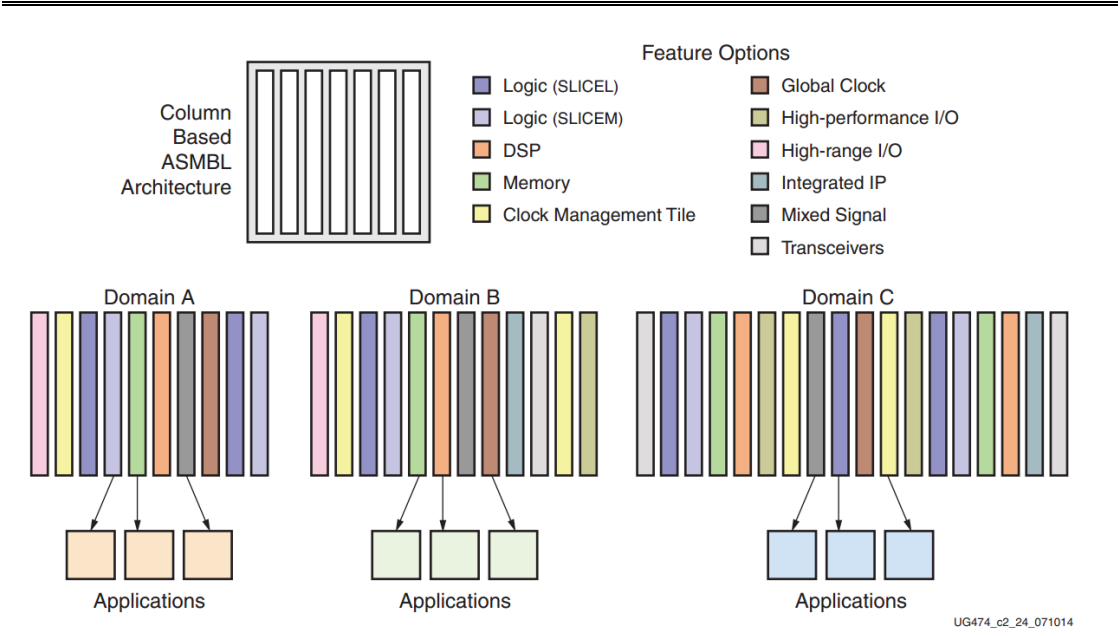 Feature Options
Column
Based
ASMBL
Architecture
Logic (SLICEL)
Logic (SLICEM)
DSP
Memory
Clock Management Tile
Global Clock
High-performance I/O
High-range I/O
Integrated IP
Mixed Signal
Transceivers
Domain A
Domain B
Domain C
Applications
Applications
Applications
UG474_c2_24_071014